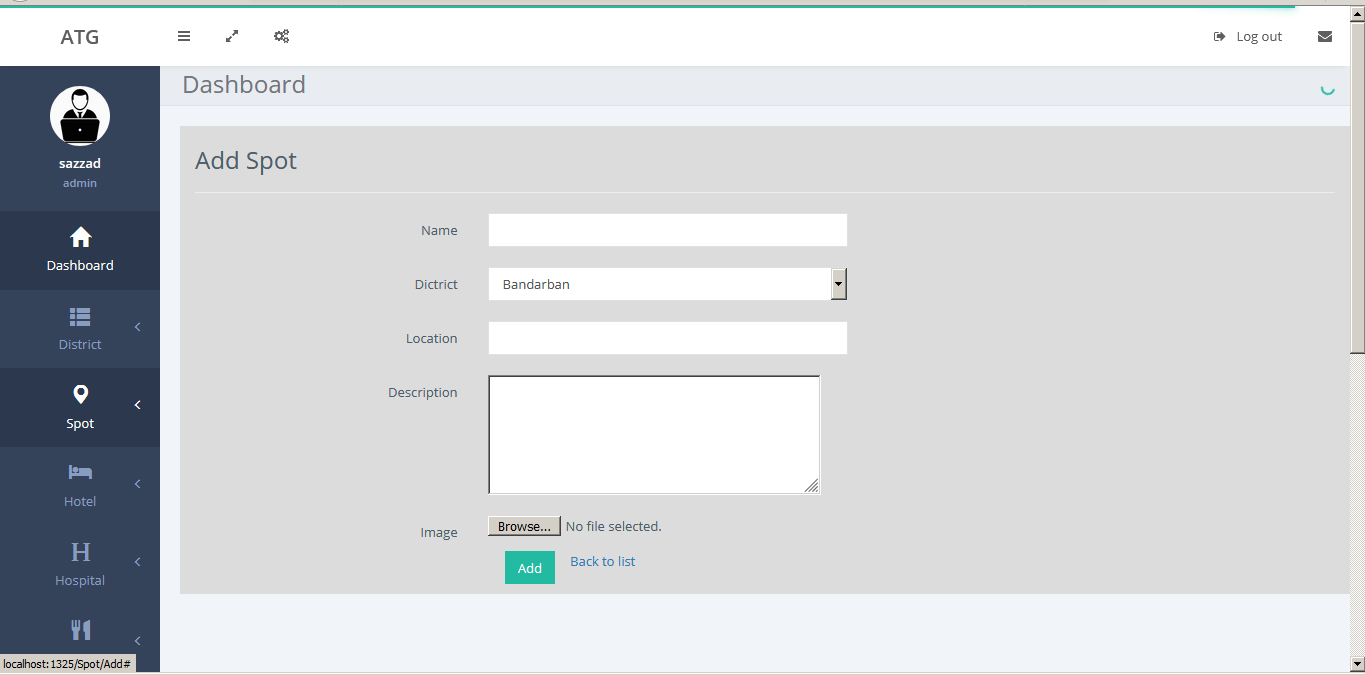 ATG
Log out
sazzad
admin
Dashboard
District
Spot
Hotel
H
Hospital
Dashboard
Add Spot
Name
Dictrict
Bandarban
Location
Description
Image
Browse... No file selected.
Add
Back to list
localhost:1325/Spot/Add#